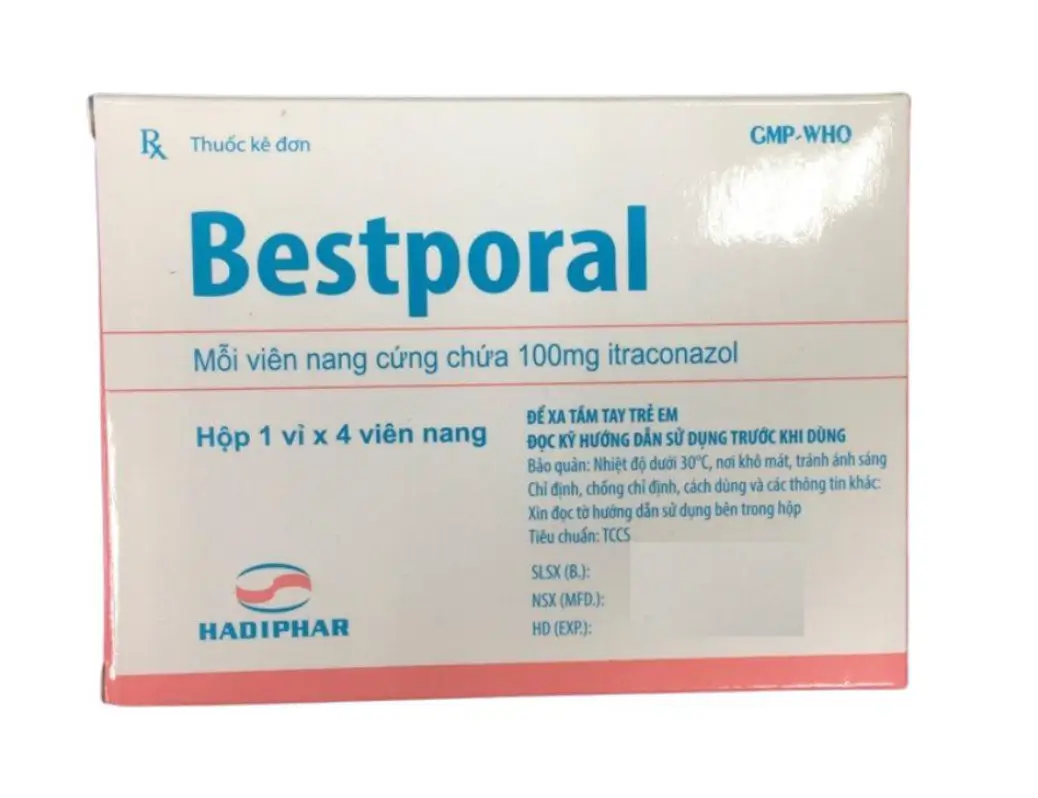 Rx Thuốc kê đơn
GMP-WHO
Bestporal
Mỗi viên nang cứng chứa 100mg itraconazol
Hộp 1 vỉ x 4 viên nang
ĐỂ XA TẦM TAY TRẺ EM
ĐỌC KỸ HƯỚNG DẪN SỬ DỤNG TRƯỚC KHI DÙNG
Bảo quản: Nhiệt độ dưới 30°C, nơi khô mát, tránh ánh sáng
Chỉ định, chống chỉ định, cách dùng và các thông tin khác:
Xin đọc tờ hướng dẫn sử dụng bên trong hộp
Tiêu chuẩn: TCCS
SLSX (B.):
NSX (MFD.):
HD (EXP.):
HADIPHAR